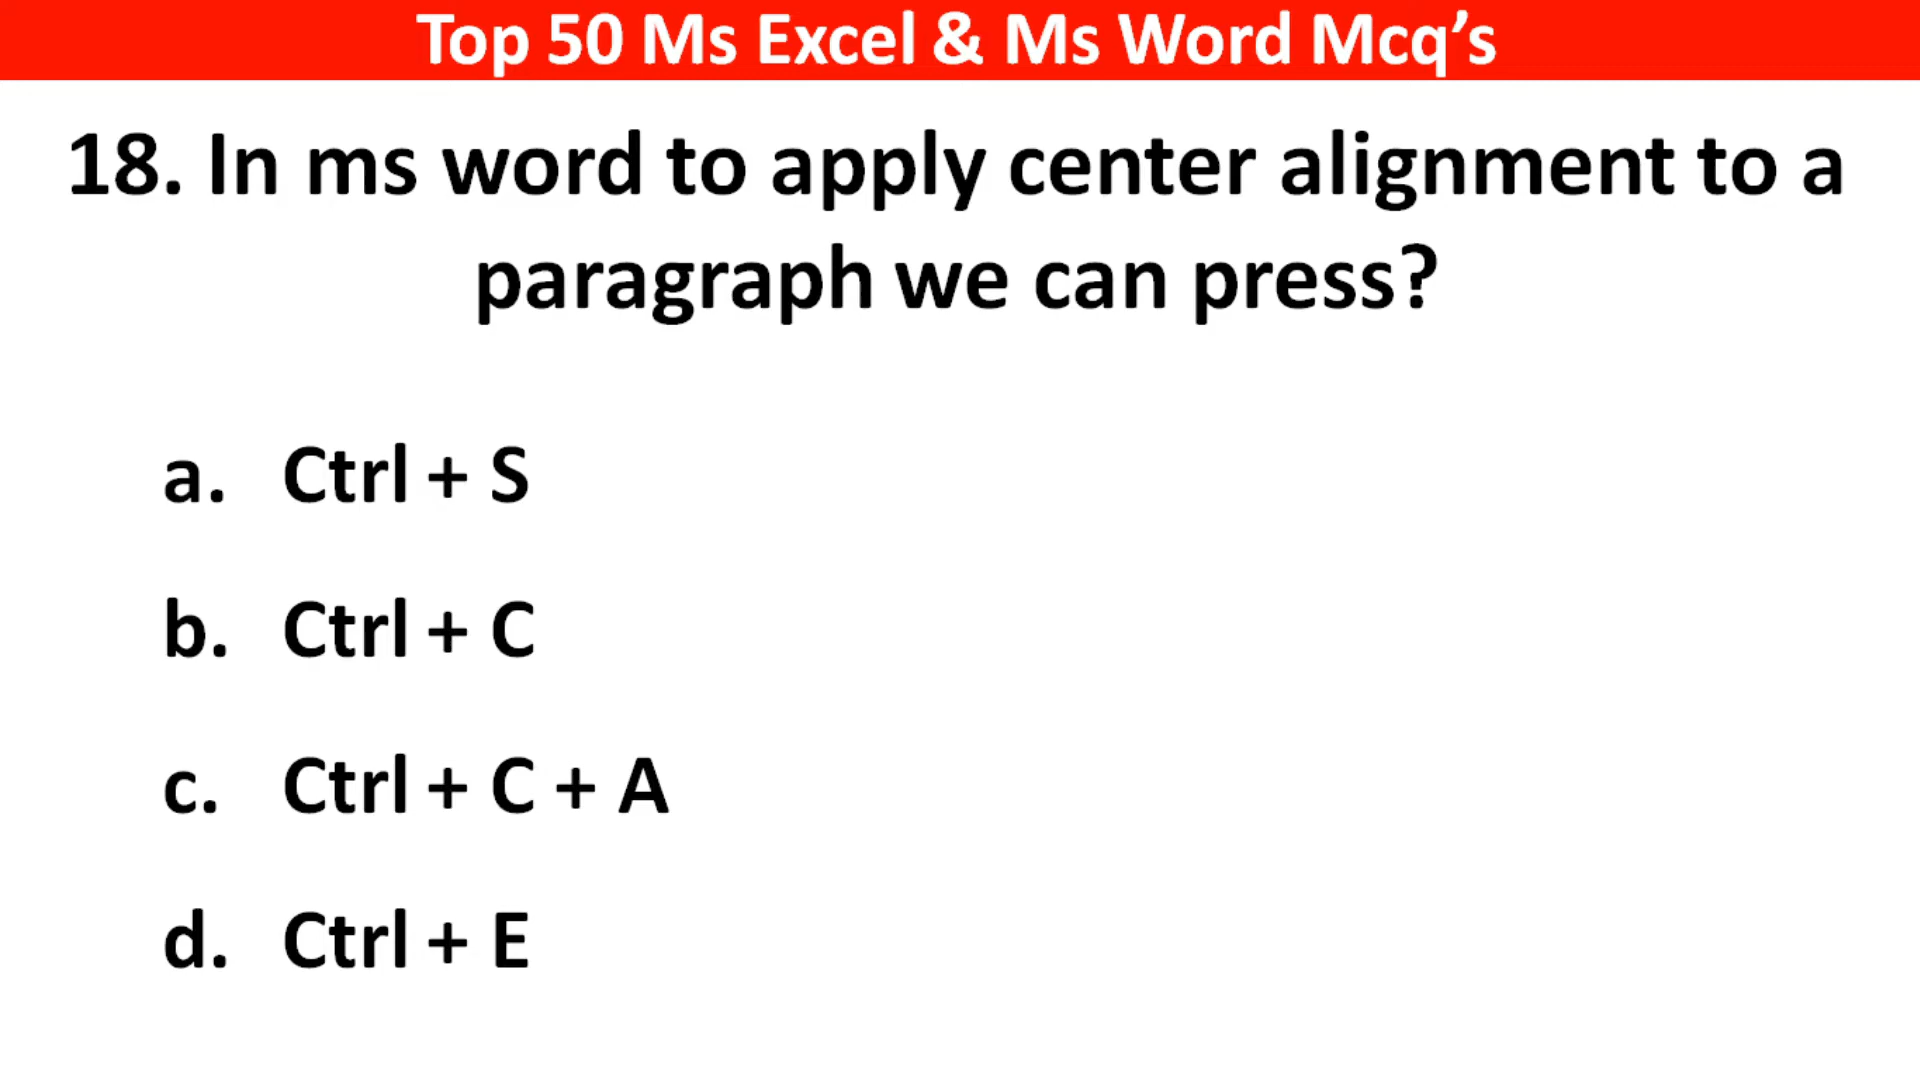 Top 50 Ms Excel & Ms Word Mcq’s
18. In ms word to apply center alignment to a
paragraph we can press?
a. Ctrl + S
b. Ctrl + C
c. Ctrl + C + A
d. Ctrl + E